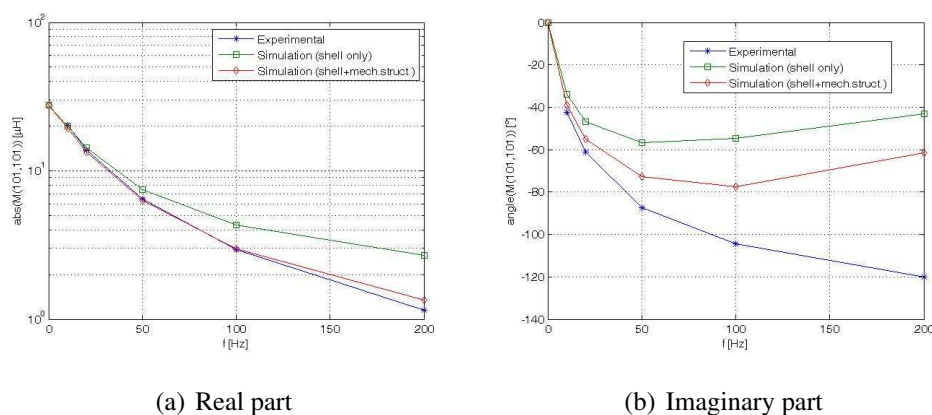 10^2
Experimental
Simulation (shell only)
Simulation (shell+mech.struct.)
abs(M(101,101)) [µH]
10^1
10^0
0 50 100 150 200
f [Hz]
(a) Real part
0
-20
-40
-60
-80
-100
-120
-140
Experimental
Simulation (shell only)
Simulation (shell+mech.struct.)
angle(M(101,101)) [°]
0 50 100 150 200
f [Hz]
(b) Imaginary part